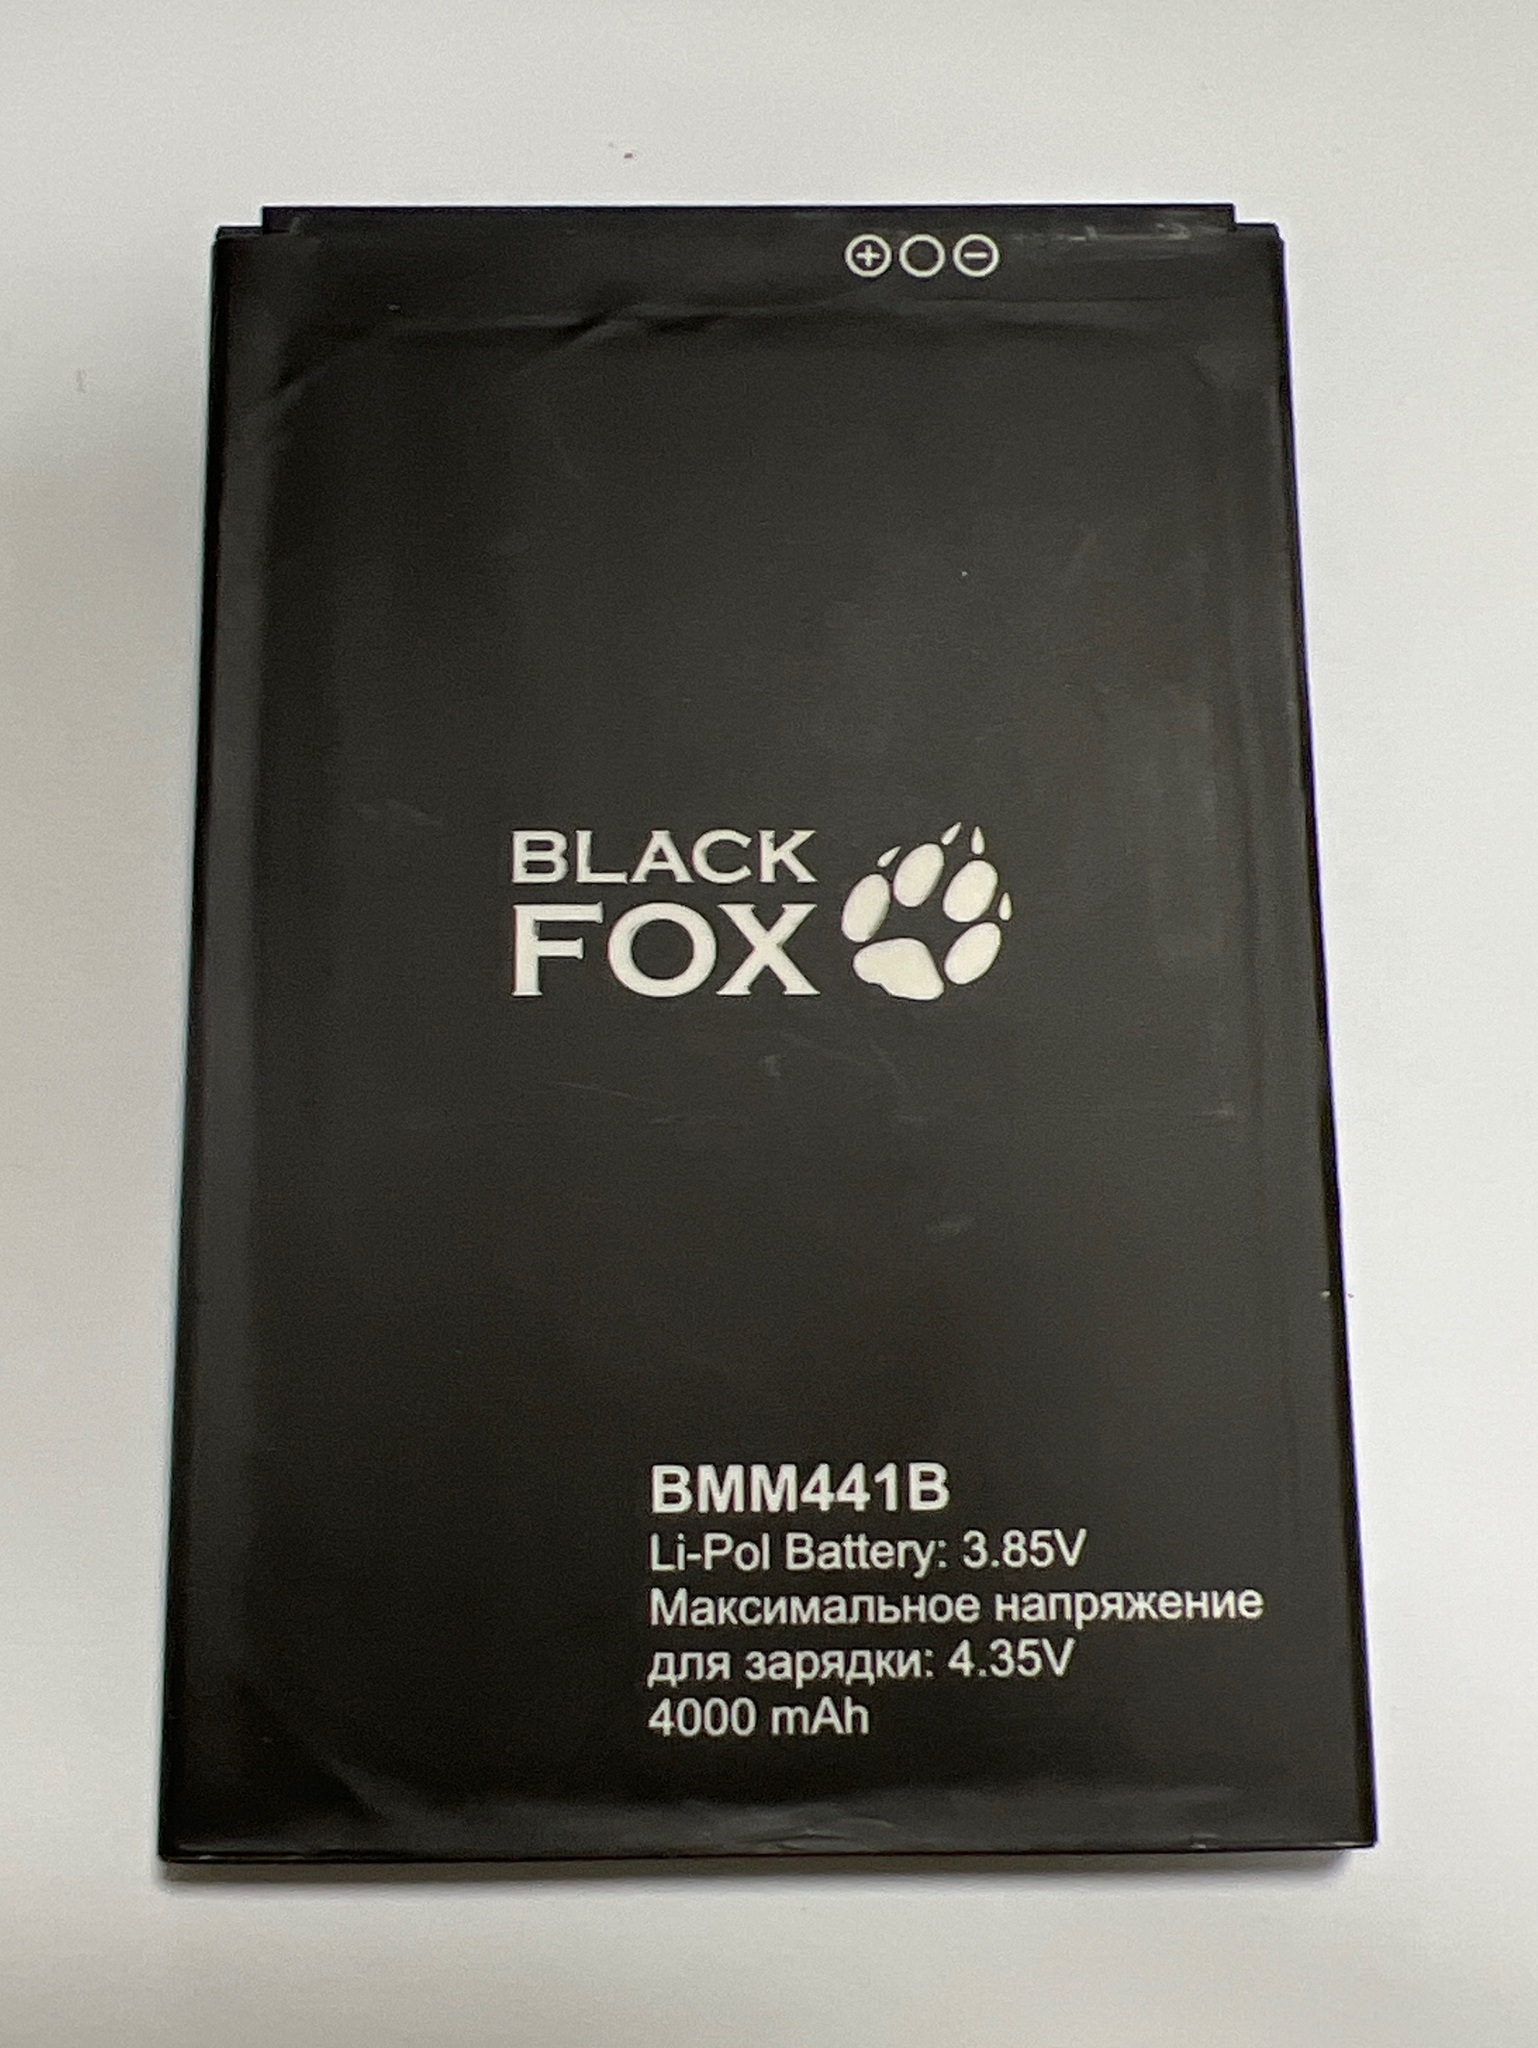 ⊕○⊖
BLACK
FOX
BMM441B
Li-Pol Battery: 3.85V
Максимальное напряжение
для зарядки: 4.35V
4000 mAh